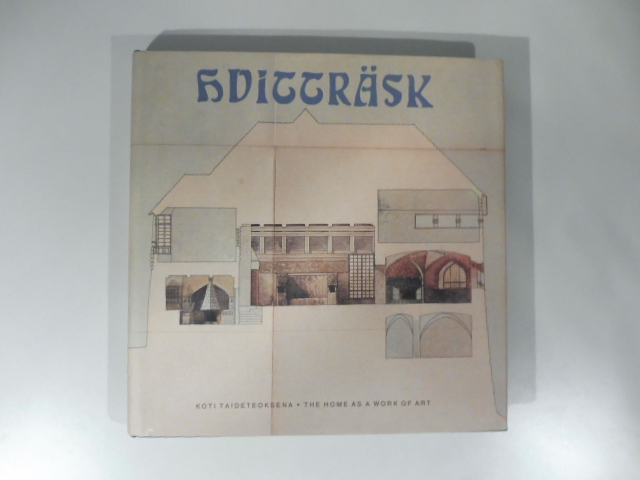 HVITTRÄSK
KOTI TAIDETEOKSENA • THE HOME AS A WORK OF ART